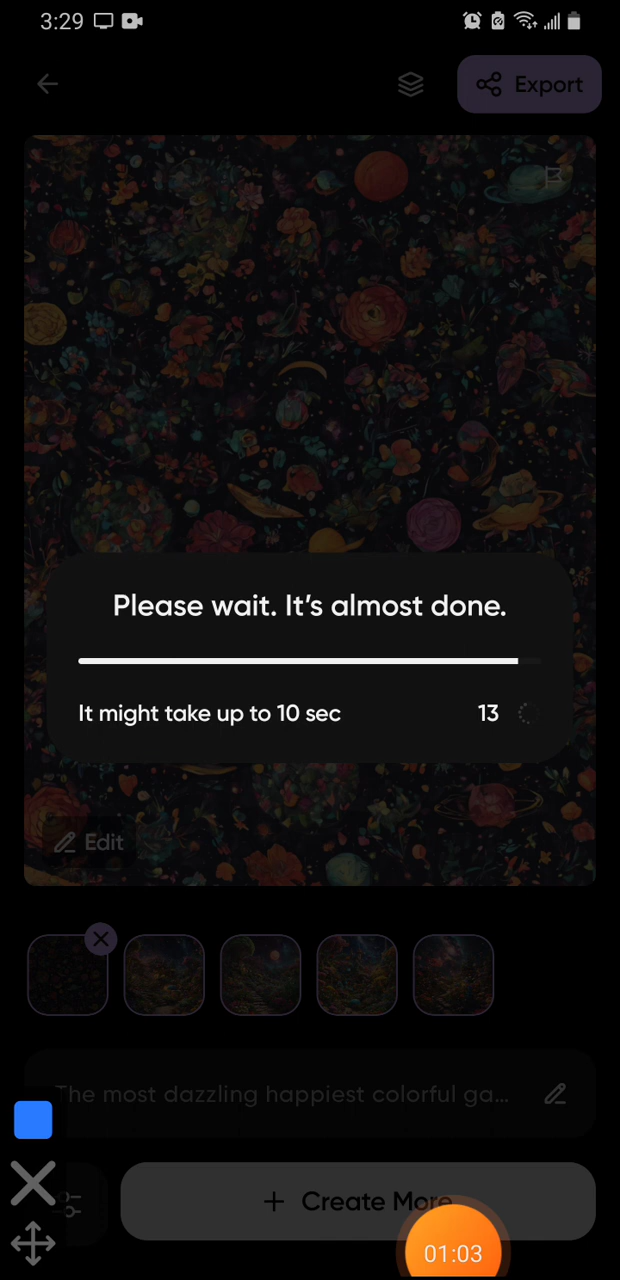 3:29
Export
Please wait. It's almost done.
It might take up to 10 sec
13
Edit
The most dazzling happiest colorful ga...
+ Create More
01:03